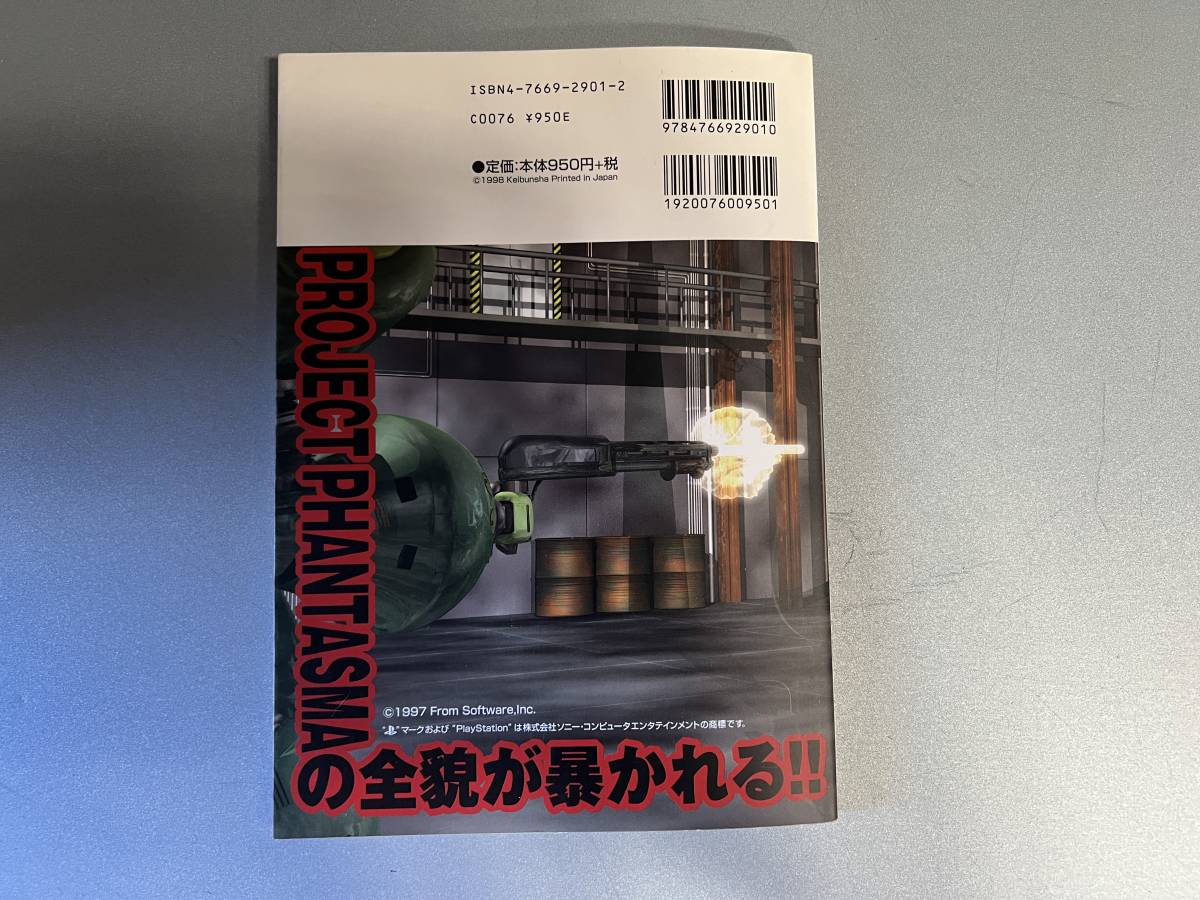 ISBN4-7669-2901-2
C0076 ¥950E
9784766929010
●定価:本体950円+税
©1998 Keibunsha Printed in Japan
1920076009501
PROJECT PHANTASMA
©1997 From Software,Inc.
"PS"マークおよび"PlayStation"は株式会社ソニー・コンピュータエンタテインメントの商標です。
の全貌が暴かれる!!